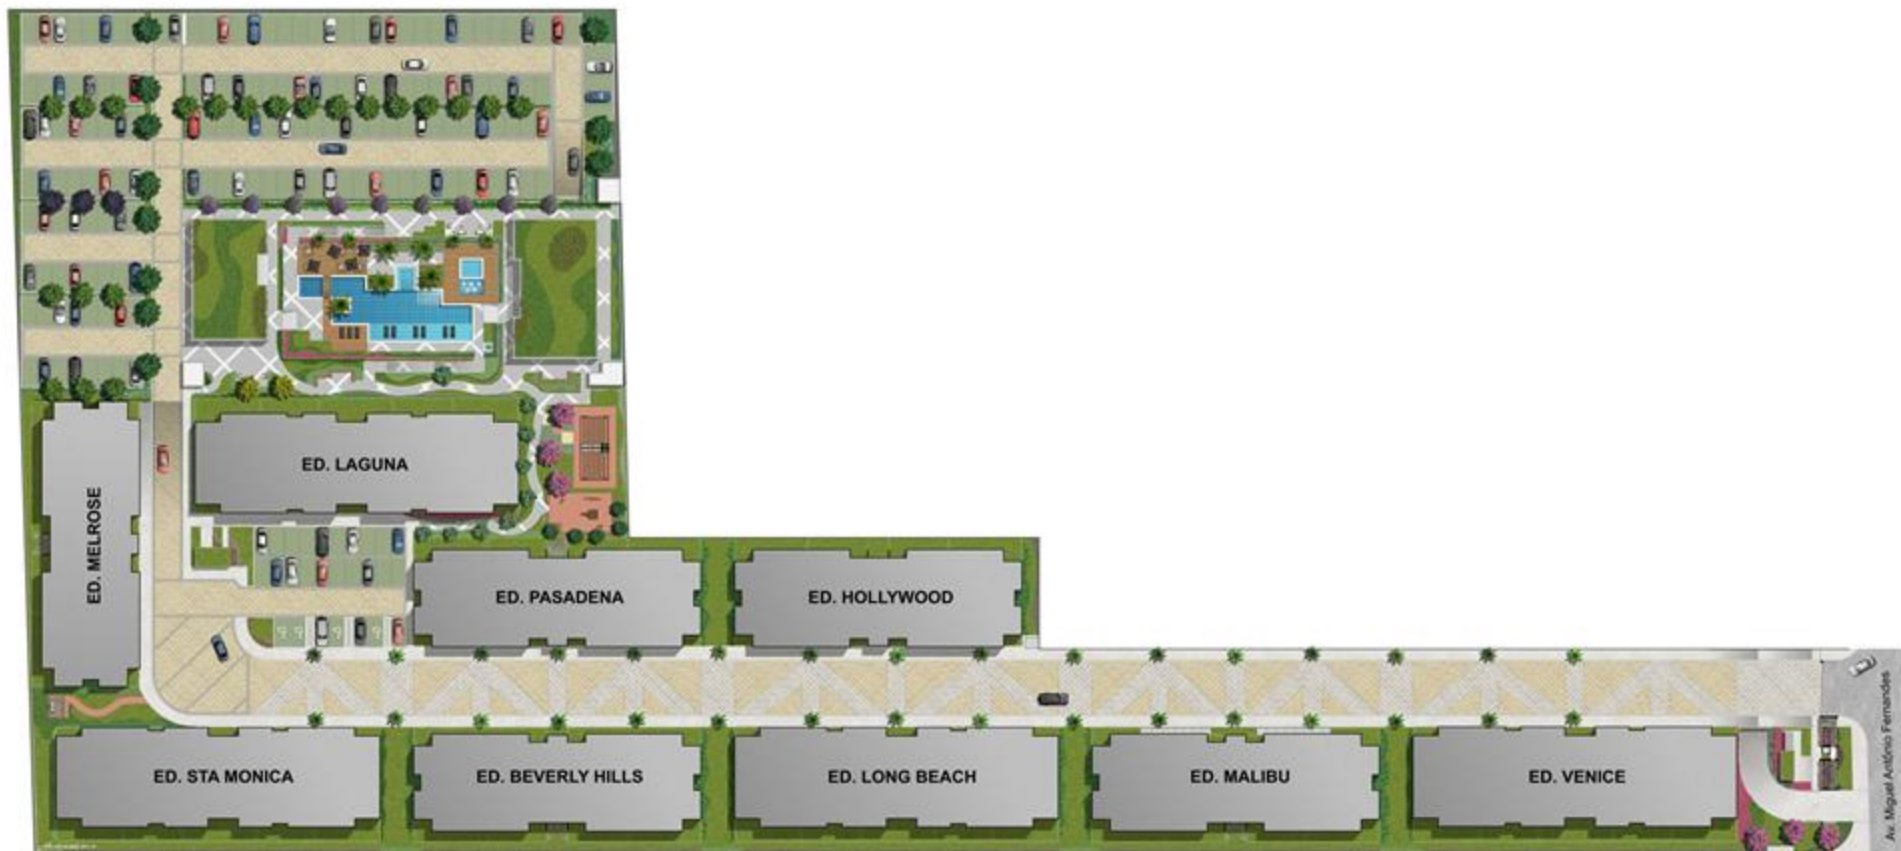 ED. LAGUNA
ED. MELROSE
ED. PASADENA
ED. HOLLYWOOD
ED. STA MONICA
ED. BEVERLY HILLS
ED. LONG BEACH
ED. MALIBU
ED. VENICE
Av. Miguel Antônio Fernandes